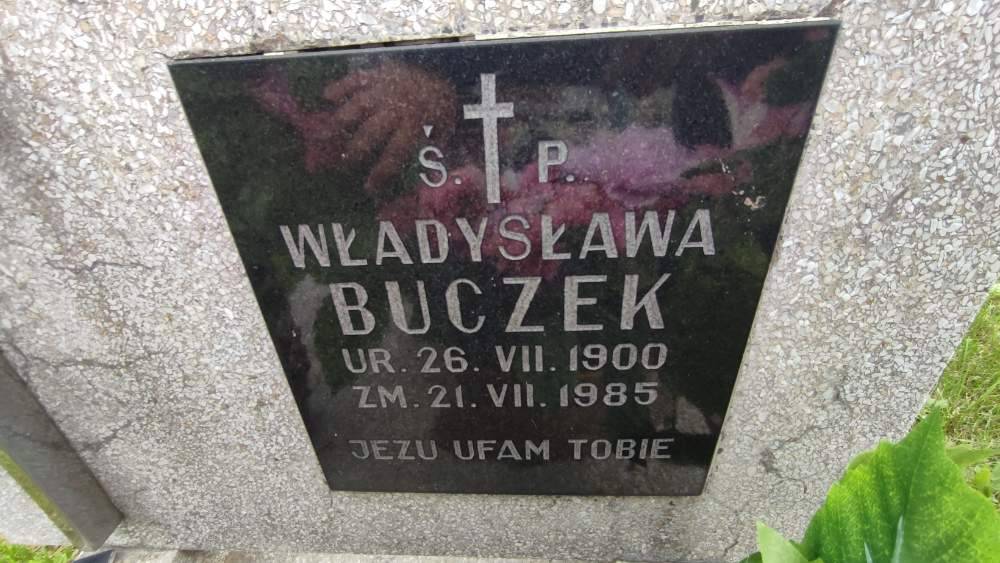 Ś. P.
WŁADYSŁAWA
BUCZEK
UR. 26. VII. 1900
ZM. 21. VII. 1985
JEZU UFAM TOBIE